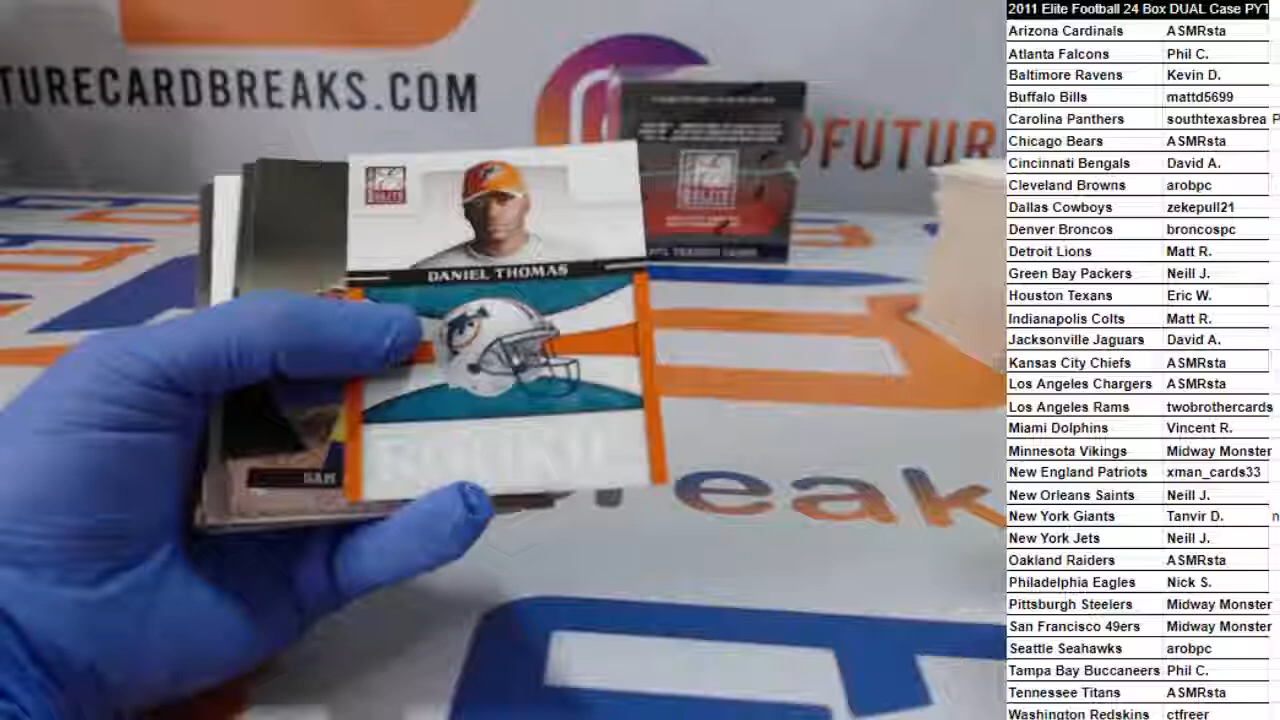 TURECARDBREAKS.COM
FUTUR
ELITE
DANIEL THOMAS
ROOKIE
SAM
reak
2011 Elite Football 24 Box DUAL Case PYT
Arizona Cardinals ASMRsta
Atlanta Falcons Phil C.
Baltimore Ravens Kevin D.
Buffalo Bills mattd5699
Carolina Panthers southtexasbrea P
Chicago Bears ASMRsta
Cincinnati Bengals David A.
Cleveland Browns arobpc
Dallas Cowboys zekepull21
Denver Broncos broncospc
Detroit Lions Matt R.
Green Bay Packers Neill J.
Houston Texans Eric W.
Indianapolis Colts Matt R.
Jacksonville Jaguars David A.
Kansas City Chiefs ASMRsta
Los Angeles Chargers ASMRsta
Los Angeles Rams twobrothercards
Miami Dolphins Vincent R.
Minnesota Vikings Midway Monster
New England Patriots xman_cards33
New Orleans Saints Neill J.
New York Giants Tanvir D. n
New York Jets Neill J.
Oakland Raiders ASMRsta
Philadelphia Eagles Nick S.
Pittsburgh Steelers Midway Monster
San Francisco 49ers Midway Monster
Seattle Seahawks arobpc
Tampa Bay Buccaneers Phil C.
Tennessee Titans ASMRsta
Washington Redskins ctfreer